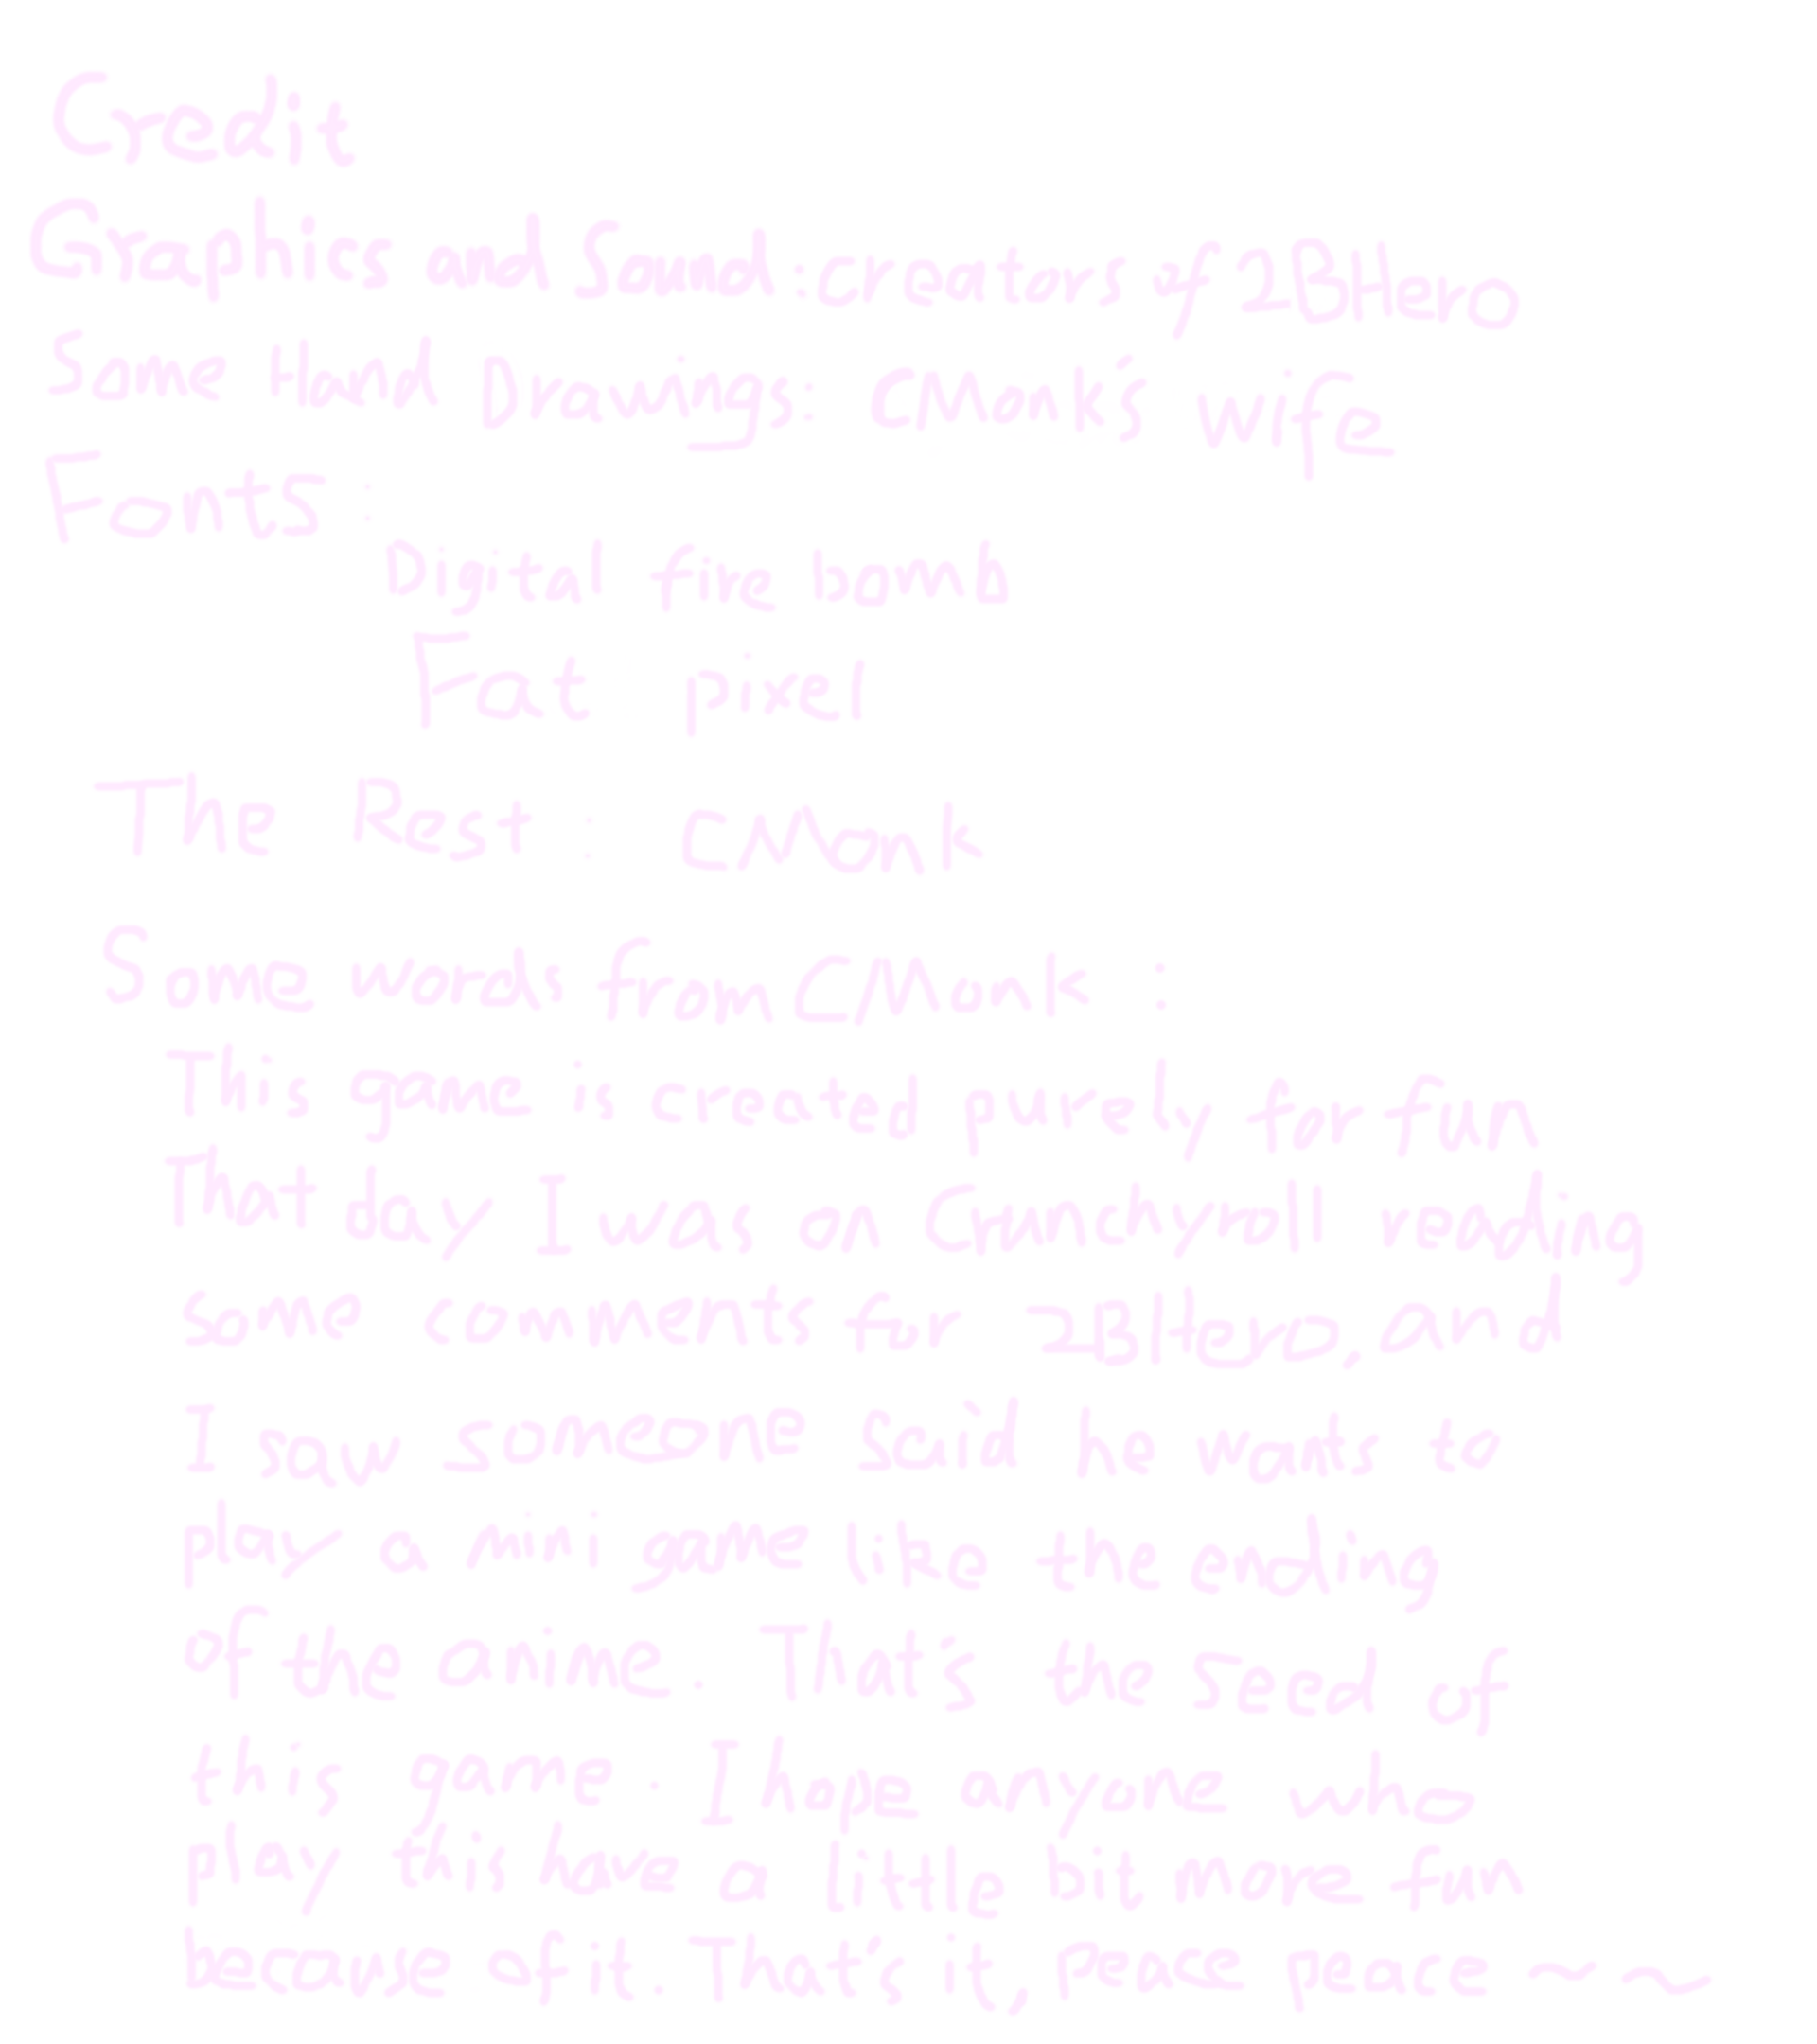 Credit
Graphics and Sound: creators of 2BHero
Some Hand Drawings: CMonk's wife
Fonts:
Digital fire bomb
Fat pixel
The Rest: CMonk
Some words from CMonk:
This game is created purely for fun
That day I was on Crunchyroll reading
some comments for 2BHero, and
I saw someone said he wants to
play a mini game like the ending
of the anime. That's the seed of
this game. I hope anyone who
play this have a little bit more fun
because of it. That's it, peace peace ~ ~